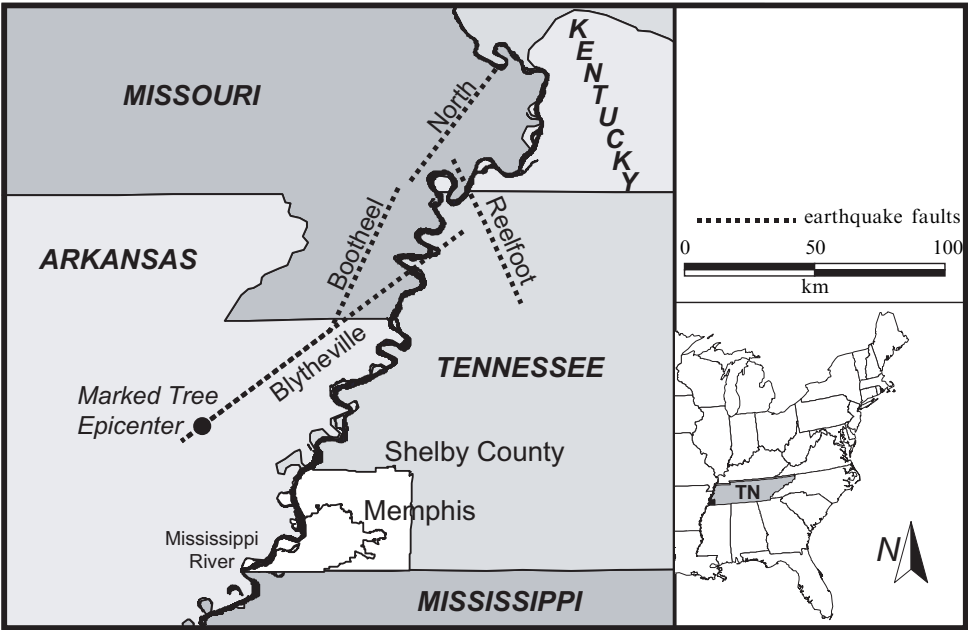 MISSOURI
KENTUCKY
North
ARKANSAS
Bootheel
Reelfoot
Blytheville
TENNESSEE
Marked Tree
Epicenter
Shelby County
Memphis
Mississippi
River
MISSISSIPPI
earthquake faults
0 50 100
km
TN
N